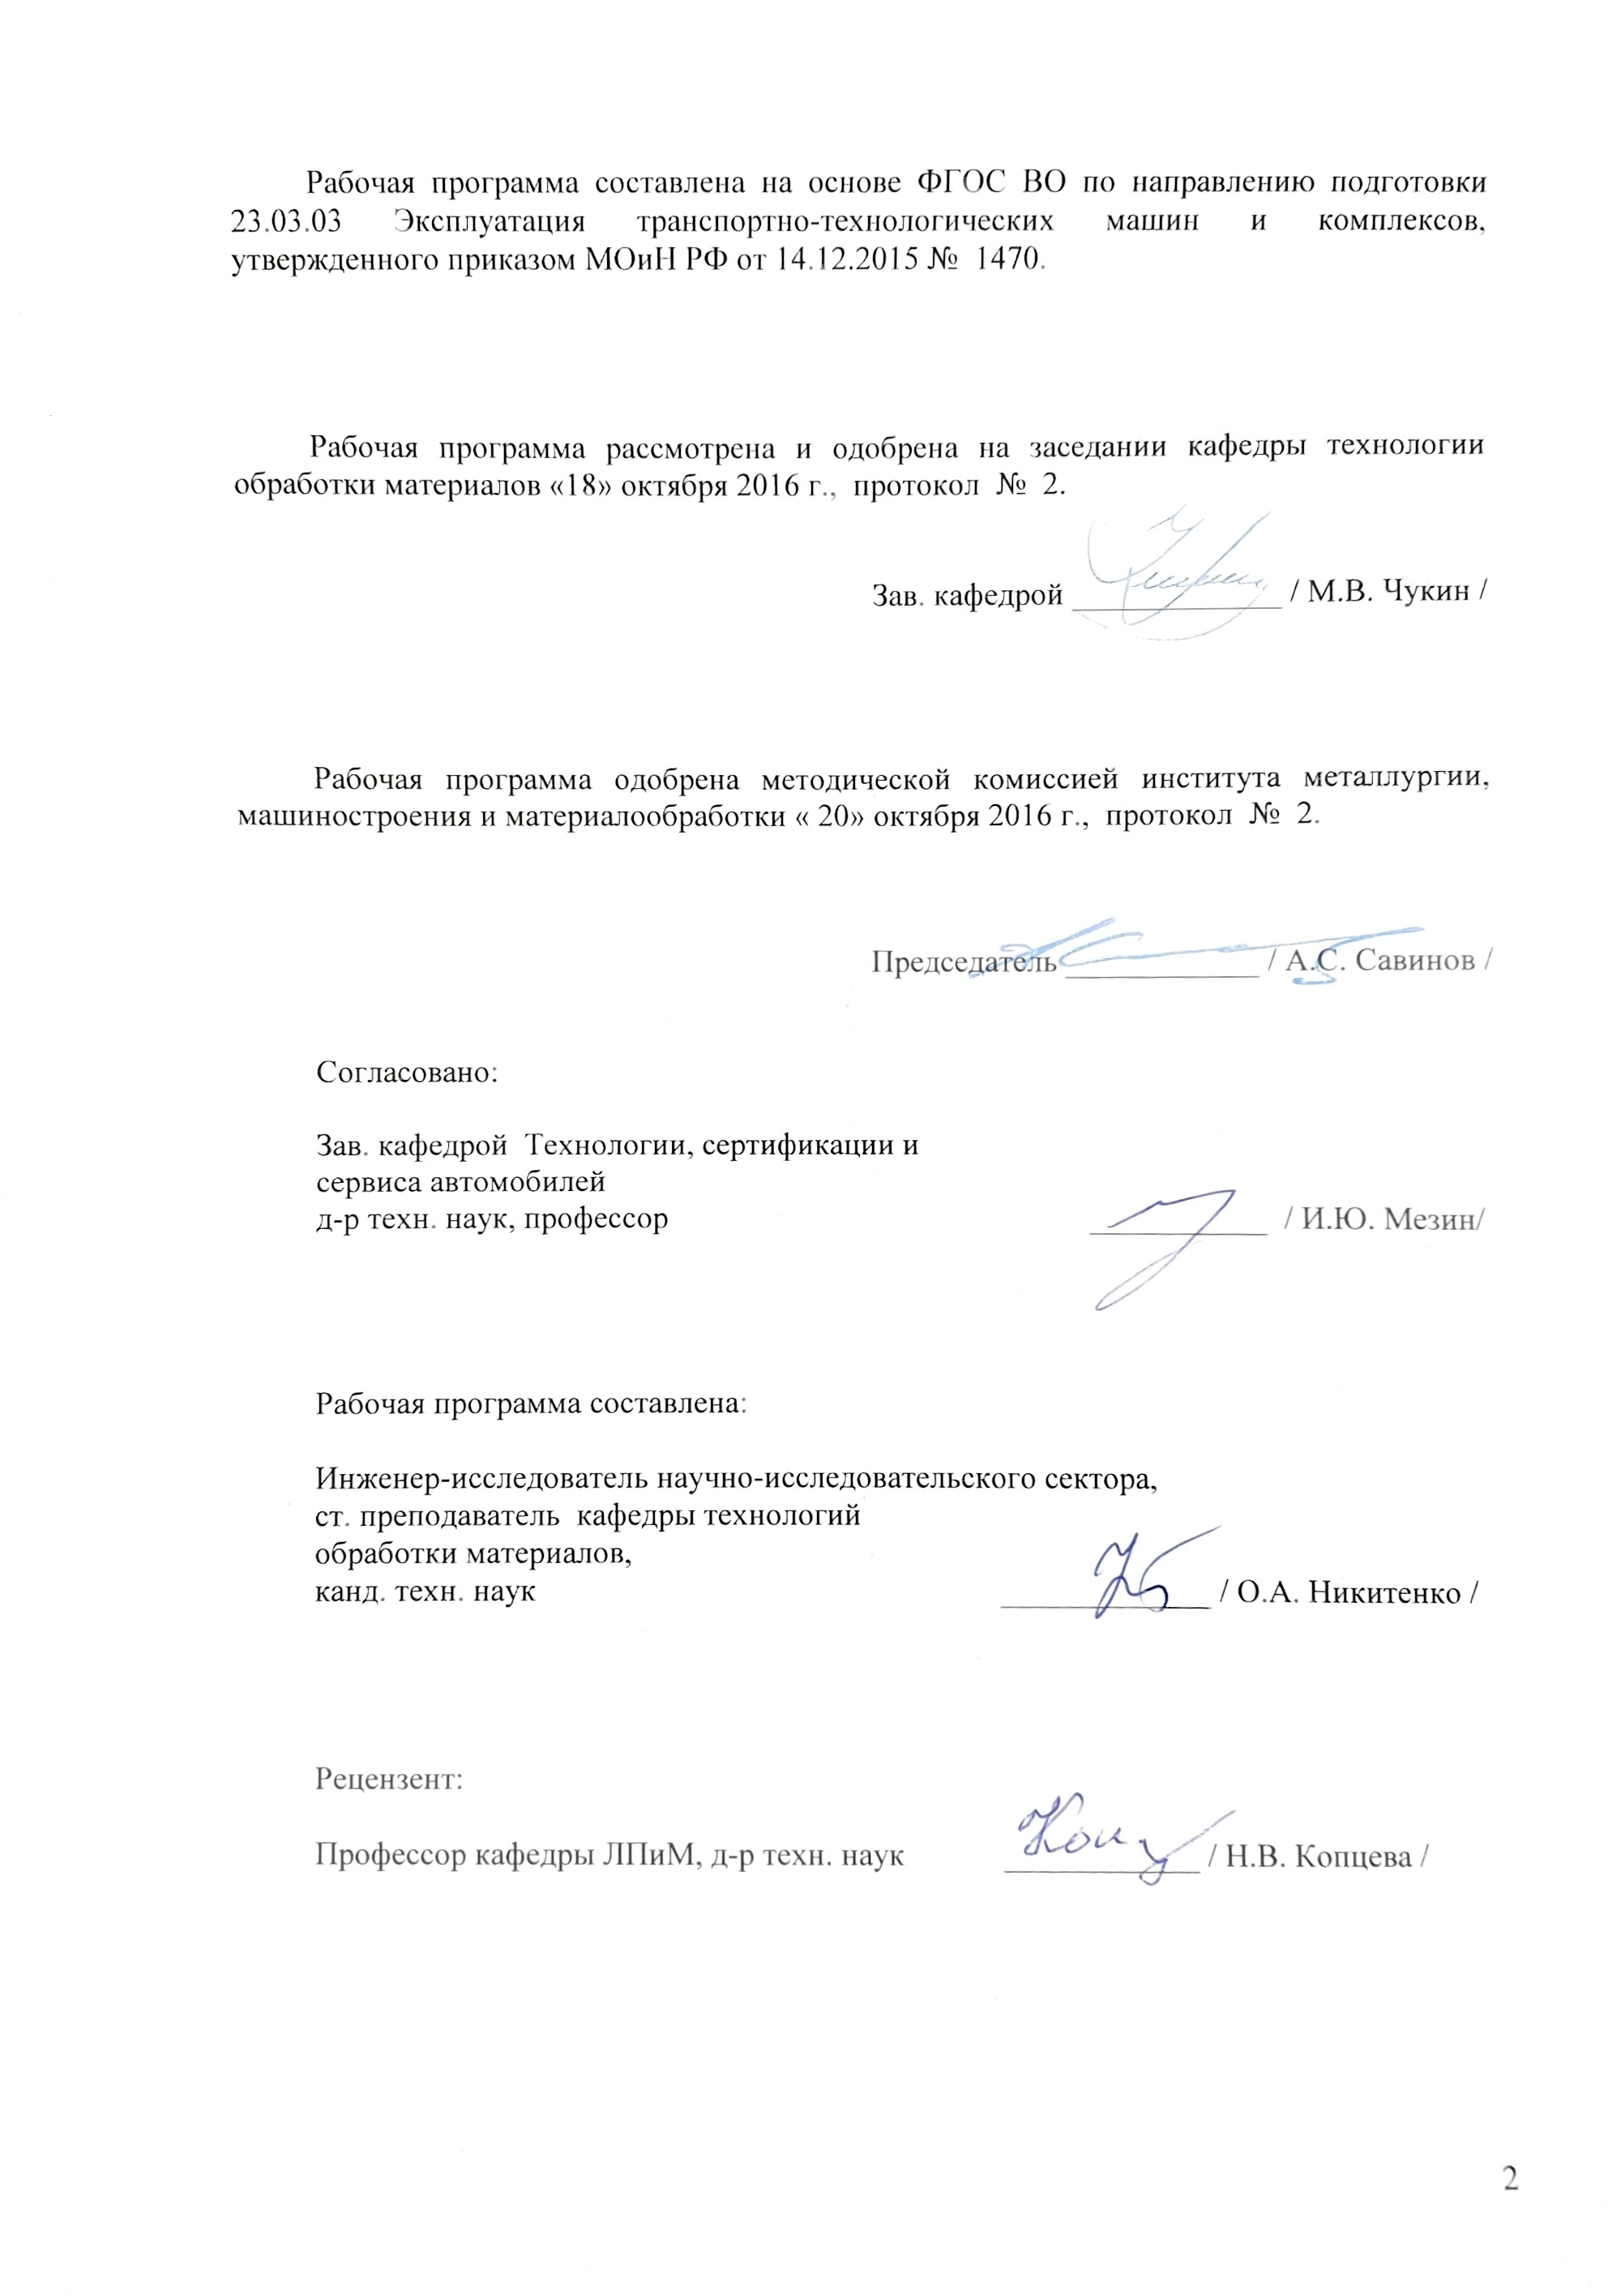 Рабочая программа составлена на основе ФГОС ВО по направлению подготовки
23.03.03 Эксплуатация транспортно-технологических машин и комплексов,
утвержденного приказом МОиН РФ от 14.12.2015 № 1470.
Рабочая программа рассмотрена и одобрена на заседании кафедры технологии
обработки материалов «18» октября 2016 г., протокол № 2.
Зав. кафедрой ______________ / М.В. Чукин /
Рабочая программа одобрена методической комиссией института металлургии,
машиностроения и материалообработки « 20» октября 2016 г., протокол № 2.
Председатель _____________ / А.С. Савинов /
Согласовано:
Зав. кафедрой Технологии, сертификации и
сервиса автомобилей
д-р техн. наук, профессор ____________ / И.Ю. Мезин/
Рабочая программа составлена:
Инженер-исследователь научно-исследовательского сектора,
ст. преподаватель кафедры технологий
обработки материалов,
канд. техн. наук ______________ / О.А. Никитенко /
Рецензент:
Профессор кафедры ЛПиМ, д-р техн. наук _____________ / Н.В. Копцева /
2